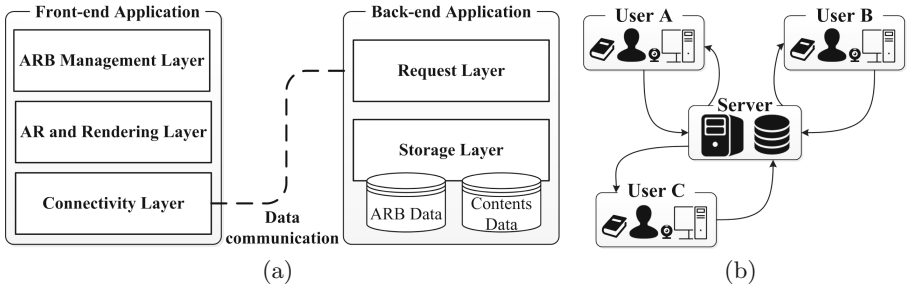 Front-end Application
ARB Management Layer
AR and Rendering Layer
Connectivity Layer
Data
communication
Back-end Application
Request Layer
Storage Layer
ARB Data
Contents
Data
(a)
User A
User B
Server
User C
(b)